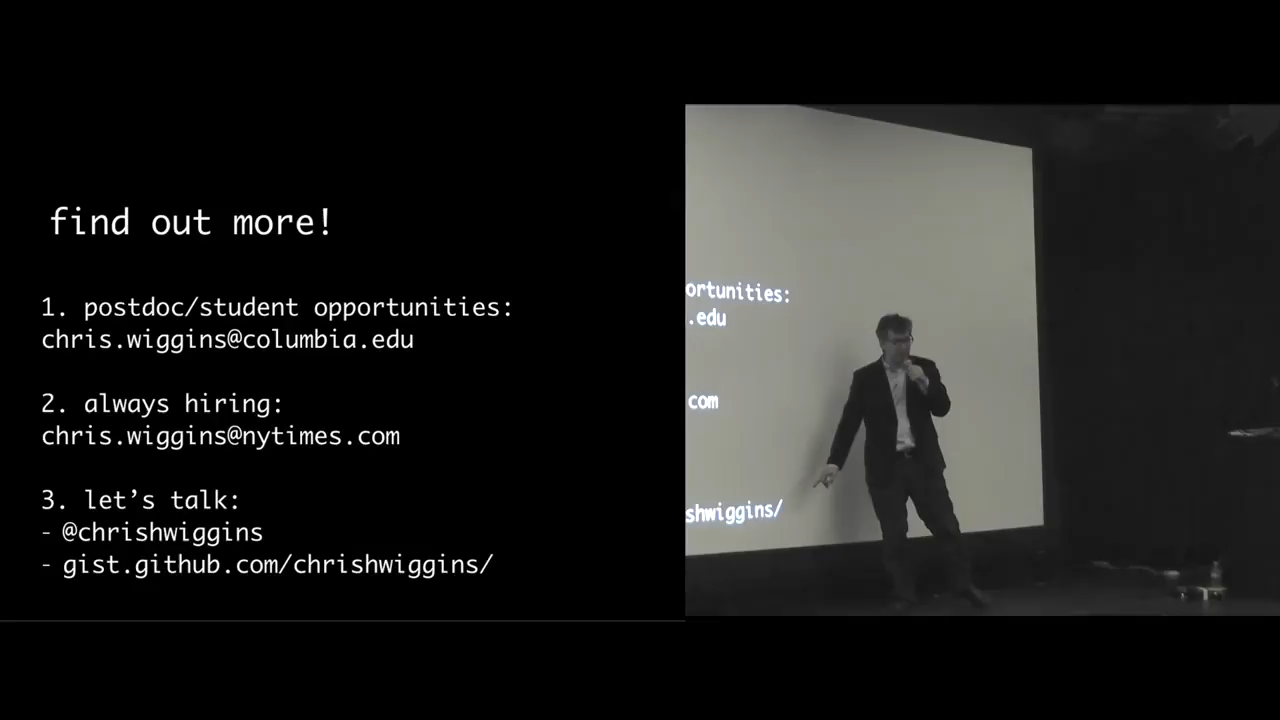 find out more!
1. postdoc/student opportunities:
chris.wiggins@columbia.edu
2. always hiring:
chris.wiggins@nytimes.com
3. let’s talk:
- @chrishwiggins
- gist.github.com/chrishwiggins/
ortunities:
.edu
com
shwiggins/